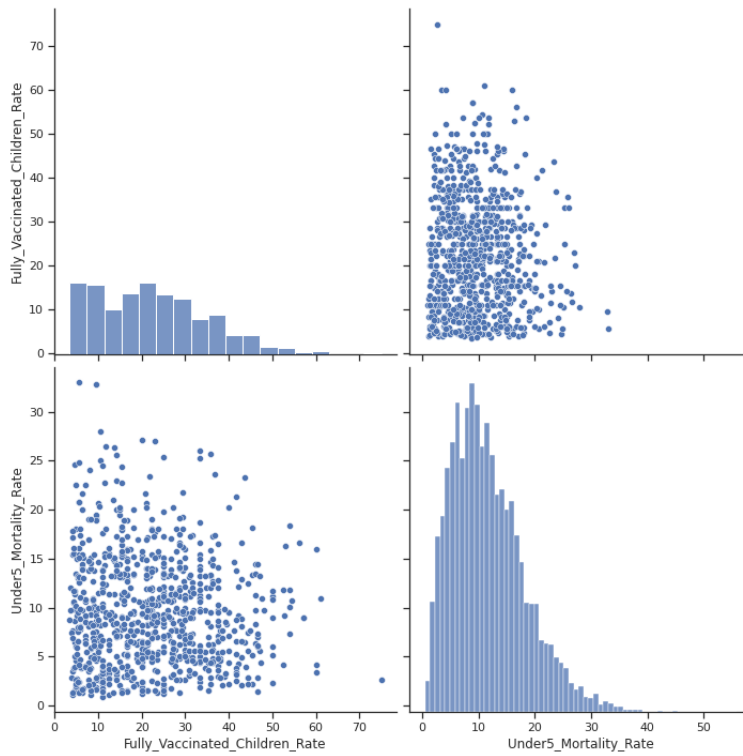 Fully_Vaccinated_Children_Rate
70
60
50
40
30
20
10
0
Under5_Mortality_Rate
30
25
20
15
10
5
0
0 10 20 30 40 50 60 70
Fully_Vaccinated_Children_Rate
0 10 20 30 40 50
Under5_Mortality_Rate